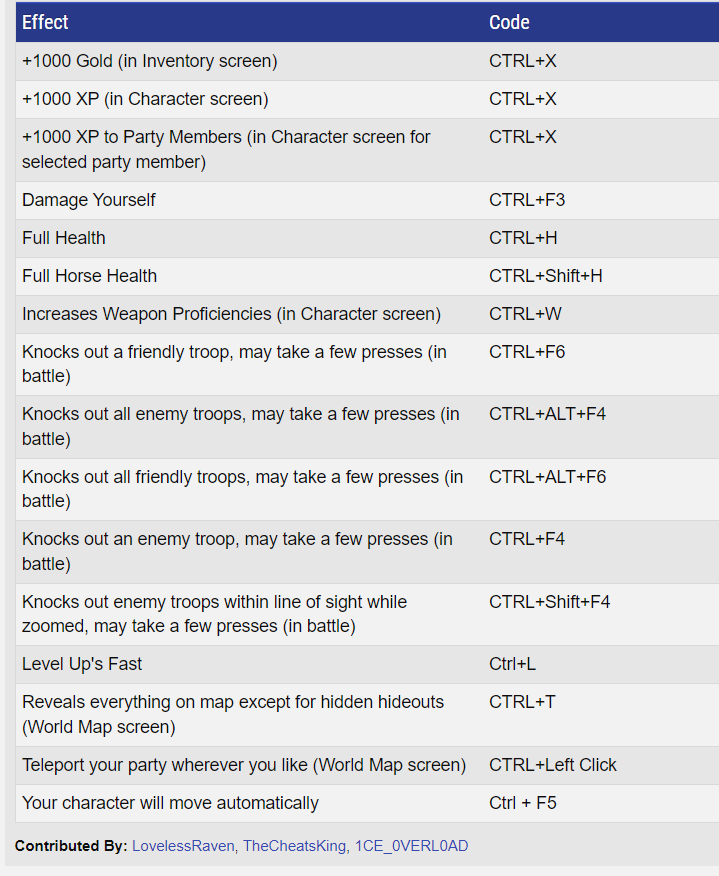 Effect Code
+1000 Gold (in Inventory screen) CTRL+X
+1000 XP (in Character screen) CTRL+X
+1000 XP to Party Members (in Character screen for CTRL+X
selected party member)
Damage Yourself CTRL+F3
Full Health CTRL+H
Full Horse Health CTRL+Shift+H
Increases Weapon Proficiencies (in Character screen) CTRL+W
Knocks out a friendly troop, may take a few presses (in CTRL+F6
battle)
Knocks out all enemy troops, may take a few presses (in CTRL+ALT+F4
battle)
Knocks out all friendly troops, may take a few presses (in CTRL+ALT+F6
battle)
Knocks out an enemy troop, may take a few presses (in CTRL+F4
battle)
Knocks out enemy troops within line of sight while CTRL+Shift+F4
zoomed, may take a few presses (in battle)
Level Up's Fast Ctrl+L
Reveals everything on map except for hidden hideouts CTRL+T
(World Map screen)
Teleport your party wherever you like (World Map screen) CTRL+Left Click
Your character will move automatically Ctrl + F5
Contributed By: LovelessRaven, TheCheatsKing, 1CE_0VERL0AD